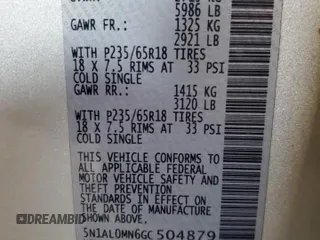 5986 LB
GAWR FR.: 1325 KG
2921 LB
WITH P235/65R18 TIRES
18 X 7.5 RIMS AT 33 PSI
COLD SINGLE
GAWR RR.: 1415 KG
3120 LB
WITH P235/65R18 TIRES
18 X 7.5 RIMS AT 33 PSI
COLD SINGLE
THIS VEHICLE CONFORMS TO
ALL APPLICABLE FEDERAL
MOTOR VEHICLE SAFETY
STANDARDS IN EFFECT
ON THE DATE OF MANUFACTURE
SHOWN ABOVE.
5N1AL0MN6GC504879
DREAMBID